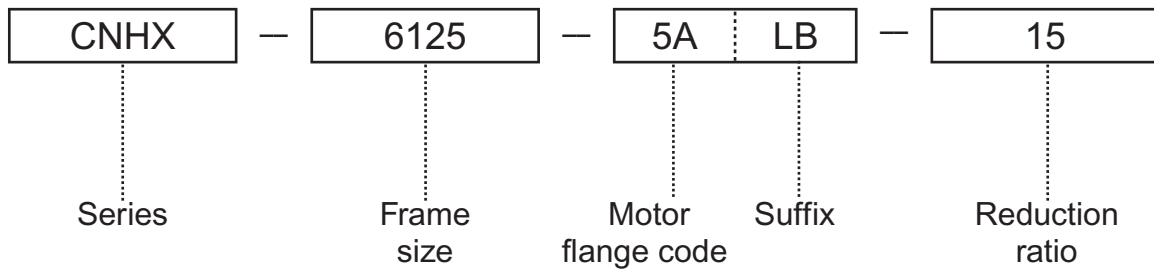 CNHX — 6125 — 5A LB — 15
Series Frame size Motor flange code Suffix Reduction ratio